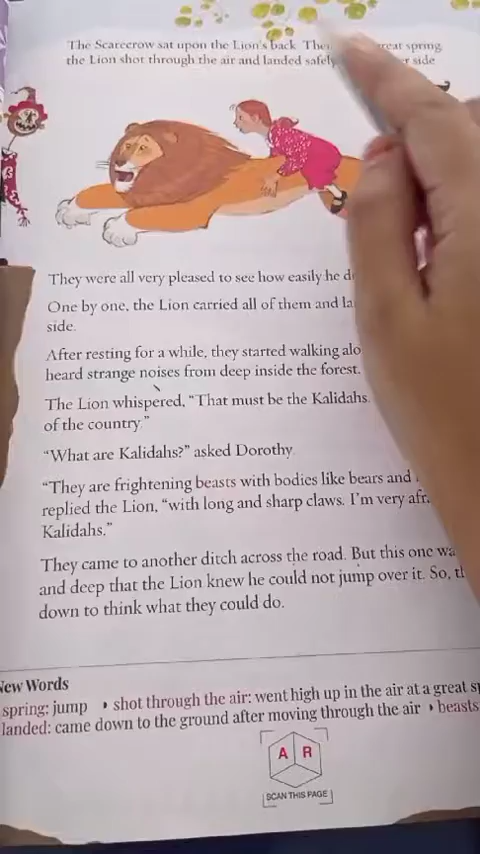 The Scarecrow sat upon the Lion's back. great spring,
the Lion shot through the air and landed safely side
They were all very pleased to see how easily he
One by one, the Lion carried all of them and
side.
After resting for a while, they started walking
heard strange noises from deep inside the forest.
The Lion whispered, "That must be the Kalidahs.
of the country."
"What are Kalidahs?" asked Dorothy.
"They are frightening beasts with bodies like bears and
replied the Lion, "with long and sharp claws. I'm very
Kalidahs."
They came to another ditch across the road. But this one
and deep that the Lion knew he could not jump over it. So,
down to think what they could do.
New Words
spring: jump • shot through the air: went high up in the air at a great
landed: came down to the ground after moving through the air • beasts
A R
SCAN THIS PAGE